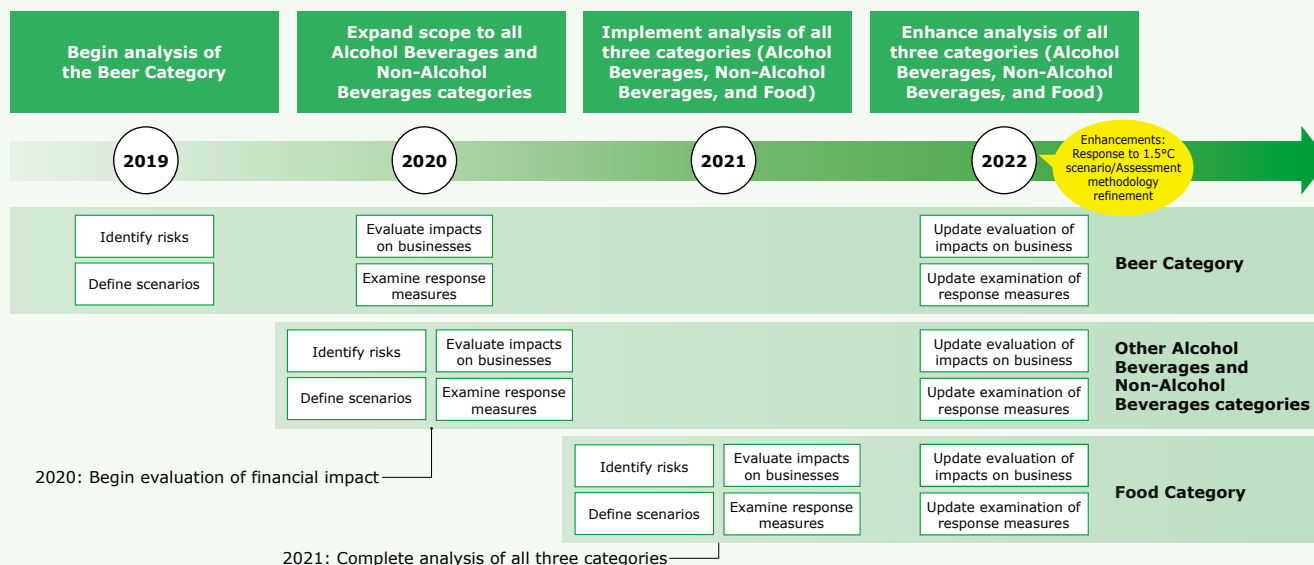 Begin analysis of
the Beer Category
Expand scope to all
Alcohol Beverages and
Non-Alcohol
Beverages categories
Implement analysis of all
three categories (Alcohol
Beverages, Non-Alcohol
Beverages, and Food)
Enhance analysis of all
three categories (Alcohol
Beverages, Non-Alcohol
Beverages, and Food)
2019
2020
2021
2022
Enhancements:
Response to 1.5°C
scenario/Assessment
methodology
refinement
Identify risks
Define scenarios
Evaluate impacts
on businesses
Examine response
measures
Update evaluation of
impacts on business
Update examination of
response measures
Beer Category
Identify risks
Define scenarios
Evaluate impacts
on businesses
Examine response
measures
Update evaluation of
impacts on business
Update examination of
response measures
Other Alcohol
Beverages and
Non-Alcohol
Beverages categories
2020: Begin evaluation of financial impact
Identify risks
Define scenarios
Evaluate impacts
on businesses
Examine response
measures
Update evaluation of
impacts on business
Update examination of
response measures
Food Category
2021: Complete analysis of all three categories